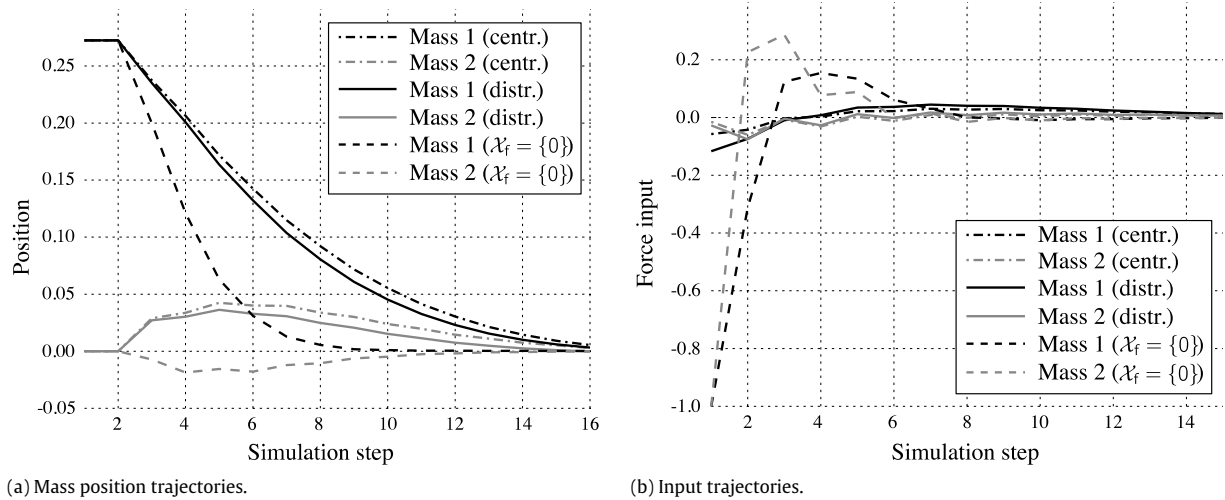 0.25
0.20
0.15
0.10
0.05
0.00
-0.05
Position
2
4
6
8
10
12
14
16
Simulation step
Mass 1 (centr.)
Mass 2 (centr.)
Mass 1 (distr.)
Mass 2 (distr.)
Mass 1 (𝒳f = {0})
Mass 2 (𝒳f = {0})
(a) Mass position trajectories.
0.2
0.0
-0.2
-0.4
-0.6
-0.8
-1.0
Force input
2
4
6
8
10
12
14
Simulation step
Mass 1 (centr.)
Mass 2 (centr.)
Mass 1 (distr.)
Mass 2 (distr.)
Mass 1 (𝒳f = {0})
Mass 2 (𝒳f = {0})
(b) Input trajectories.